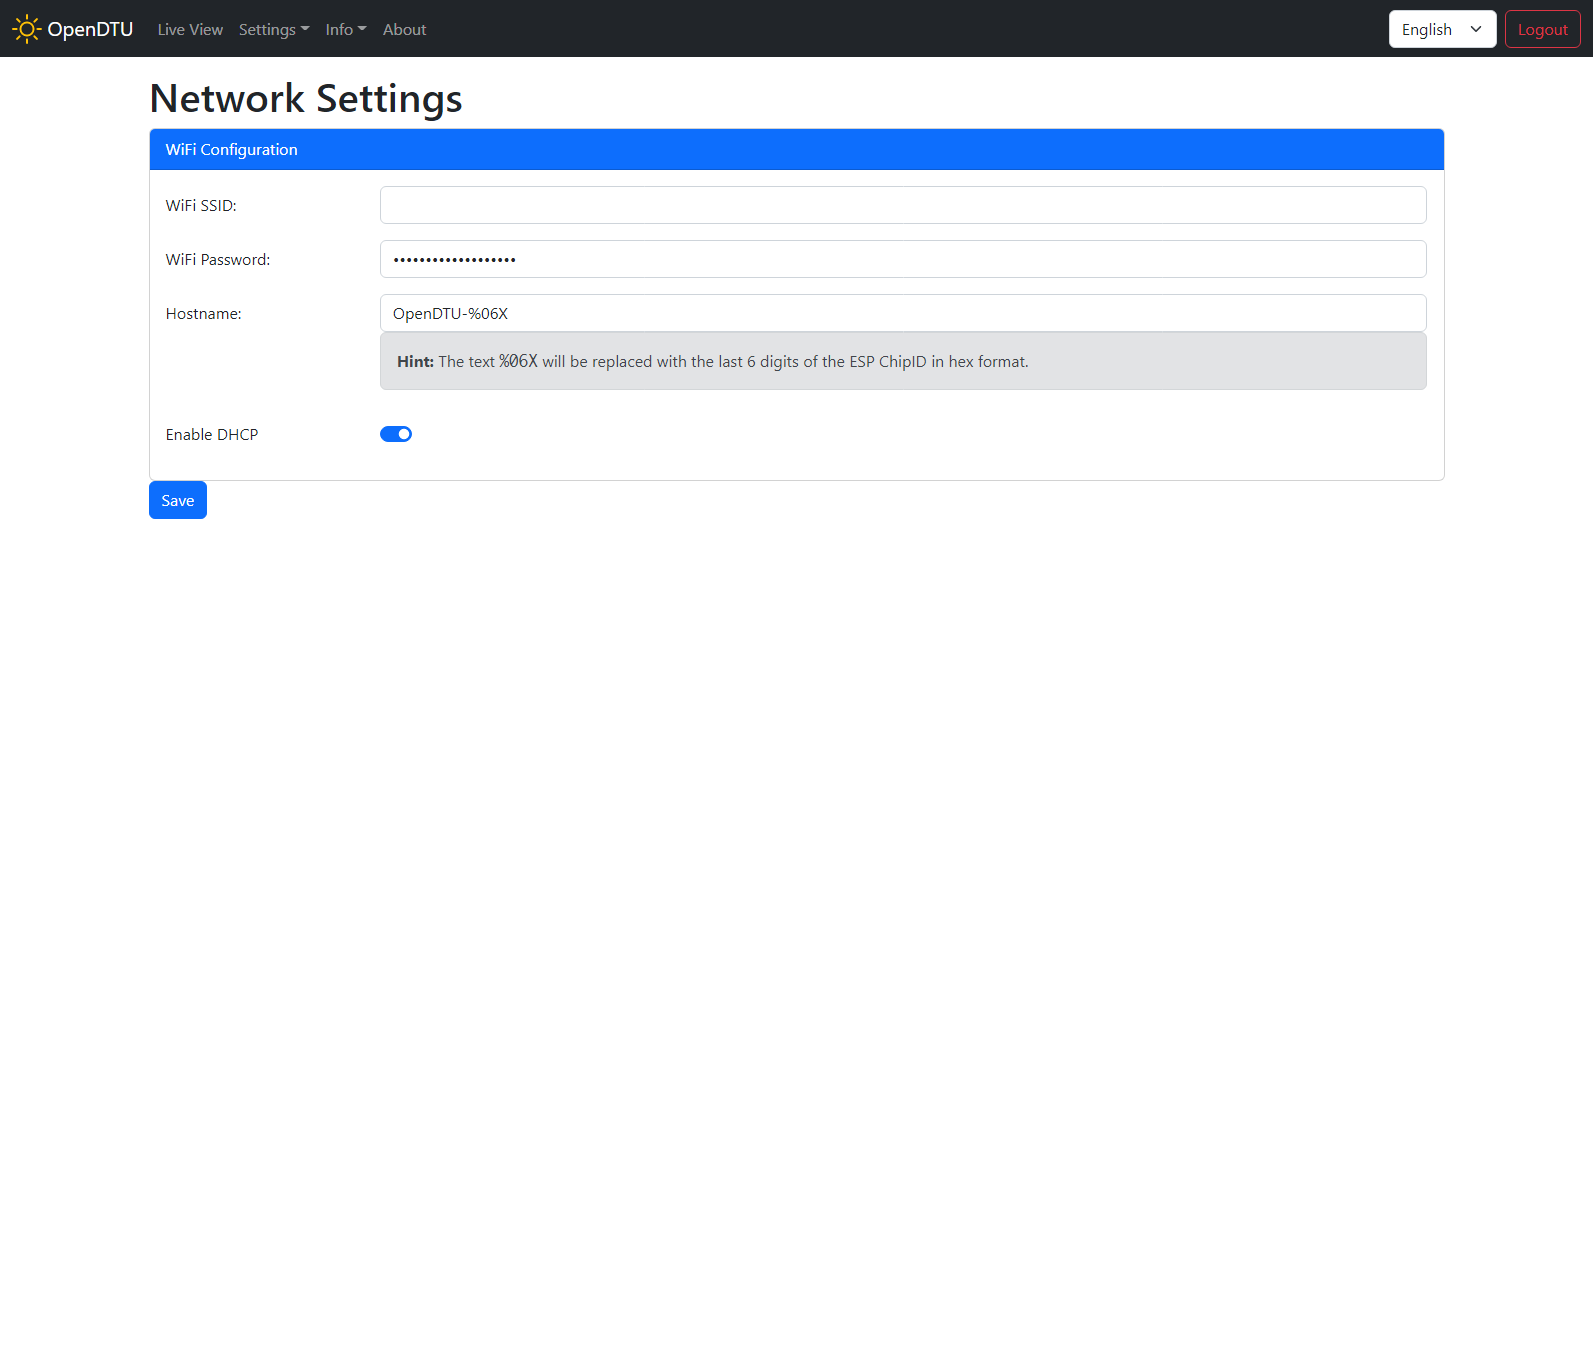 OpenDTU Live View Settings Info About English Logout
Network Settings
WiFi Configuration
WiFi SSID:
WiFi Password: •••••••••••••••••••
Hostname: OpenDTU-%06X
Hint: The text %06X will be replaced with the last 6 digits of the ESP ChipID in hex format.
Enable DHCP
Save